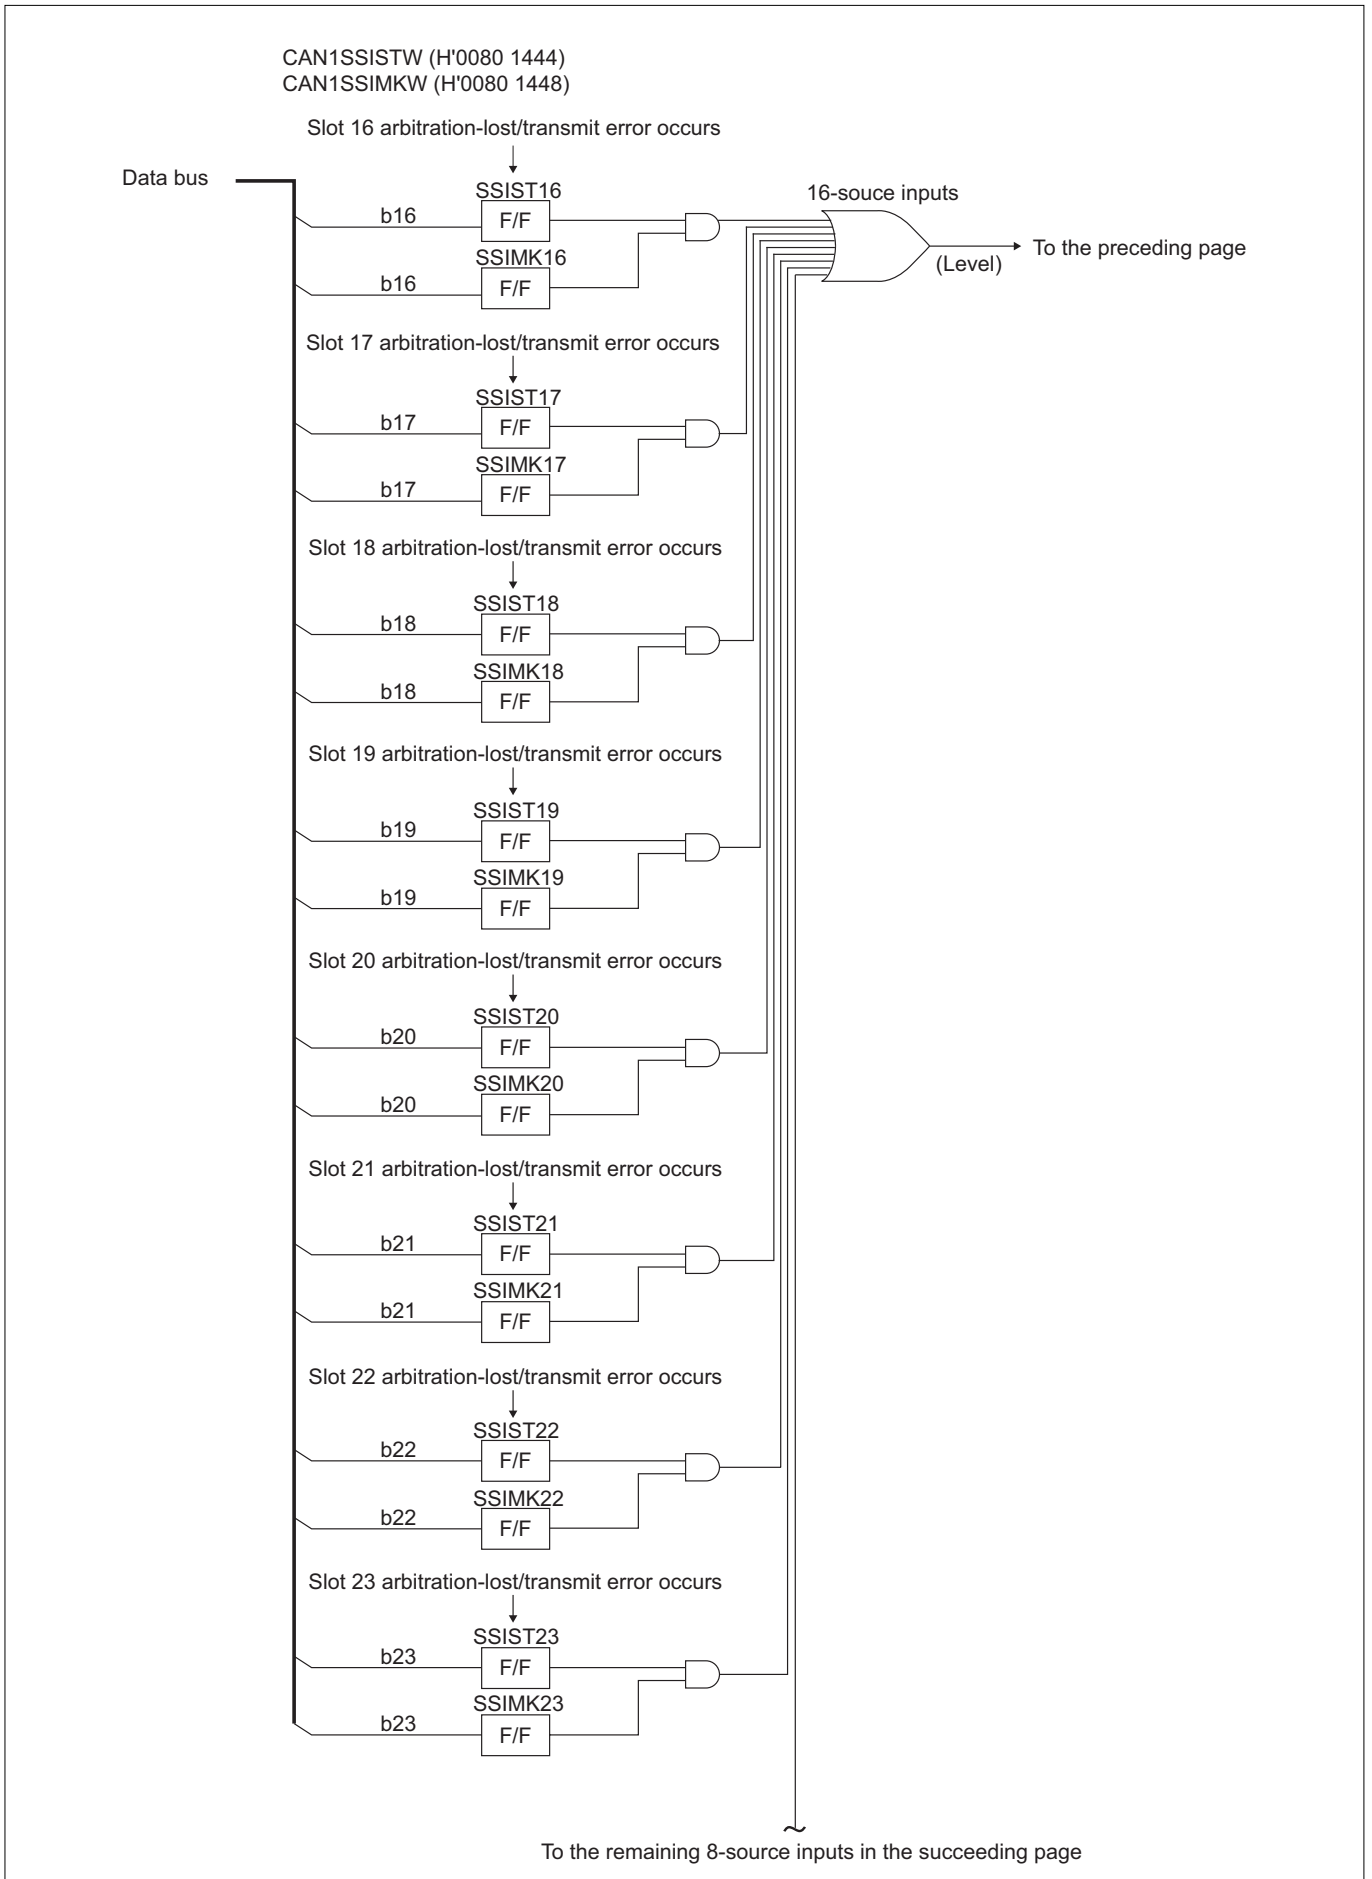 CAN1SSISTW (H'0080 1444)
CAN1SSIMKW (H'0080 1448)
Slot 16 arbitration-lost/transmit error occurs
Data bus
16-souce inputs
SSIST16
b16
F/F
To the preceding page
(Level)
SSIMK16
b16
F/F
Slot 17 arbitration-lost/transmit error occurs
SSIST17
b17
F/F
SSIMK17
b17
F/F
Slot 18 arbitration-lost/transmit error occurs
SSIST18
b18
F/F
SSIMK18
b18
F/F
Slot 19 arbitration-lost/transmit error occurs
SSIST19
b19
F/F
SSIMK19
b19
F/F
Slot 20 arbitration-lost/transmit error occurs
SSIST20
b20
F/F
SSIMK20
b20
F/F
Slot 21 arbitration-lost/transmit error occurs
SSIST21
b21
F/F
SSIMK21
b21
F/F
Slot 22 arbitration-lost/transmit error occurs
SSIST22
b22
F/F
SSIMK22
b22
F/F
Slot 23 arbitration-lost/transmit error occurs
SSIST23
b23
F/F
SSIMK23
b23
F/F
To the remaining 8-source inputs in the succeeding page